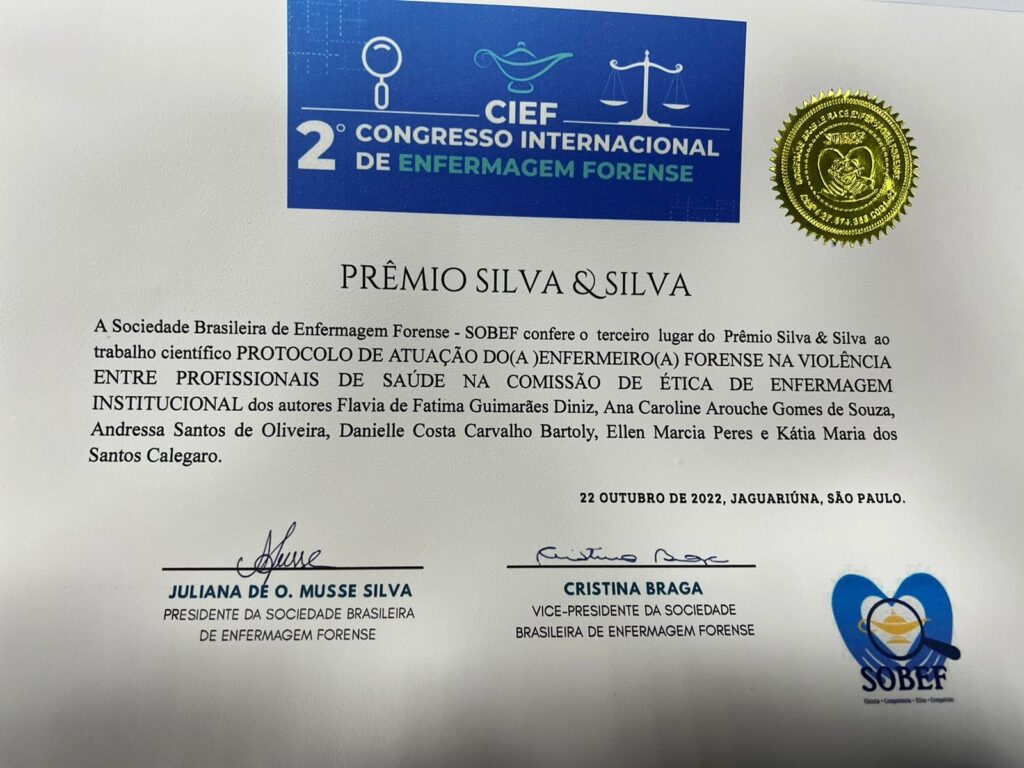 CIEF
2° CONGRESSO INTERNACIONAL
DE ENFERMAGEM FORENSE
SOBEF
PRÊMIO SILVA & SILVA
A Sociedade Brasileira de Enfermagem Forense - SOBEF confere o terceiro lugar do Prêmio Silva & Silva ao
trabalho científico PROTOCOLO DE ATUAÇÃO DO(A )ENFERMEIRO(A) FORENSE NA VIOLÊNCIA
ENTRE PROFISSIONAIS DE SAÚDE NA COMISSÃO DE ÉTICA DE ENFERMAGEM
INSTITUCIONAL dos autores Flavia de Fatima Guimarães Diniz, Ana Caroline Arouche Gomes de Souza,
Andressa Santos de Oliveira, Danielle Costa Carvalho Bartoly, Ellen Marcia Peres e Kátia Maria dos
Santos Calegaro.
22 OUTUBRO DE 2022, JAGUARIÚNA, SÃO PAULO.
JULIANA DE O. MUSSE SILVA
PRESIDENTE DA SOCIEDADE BRASILEIRA
DE ENFERMAGEM FORENSE
Cristina Braga
CRISTINA BRAGA
VICE-PRESIDENTE DA SOCIEDADE
BRASILEIRA DE ENFERMAGEM FORENSE
SOBEF